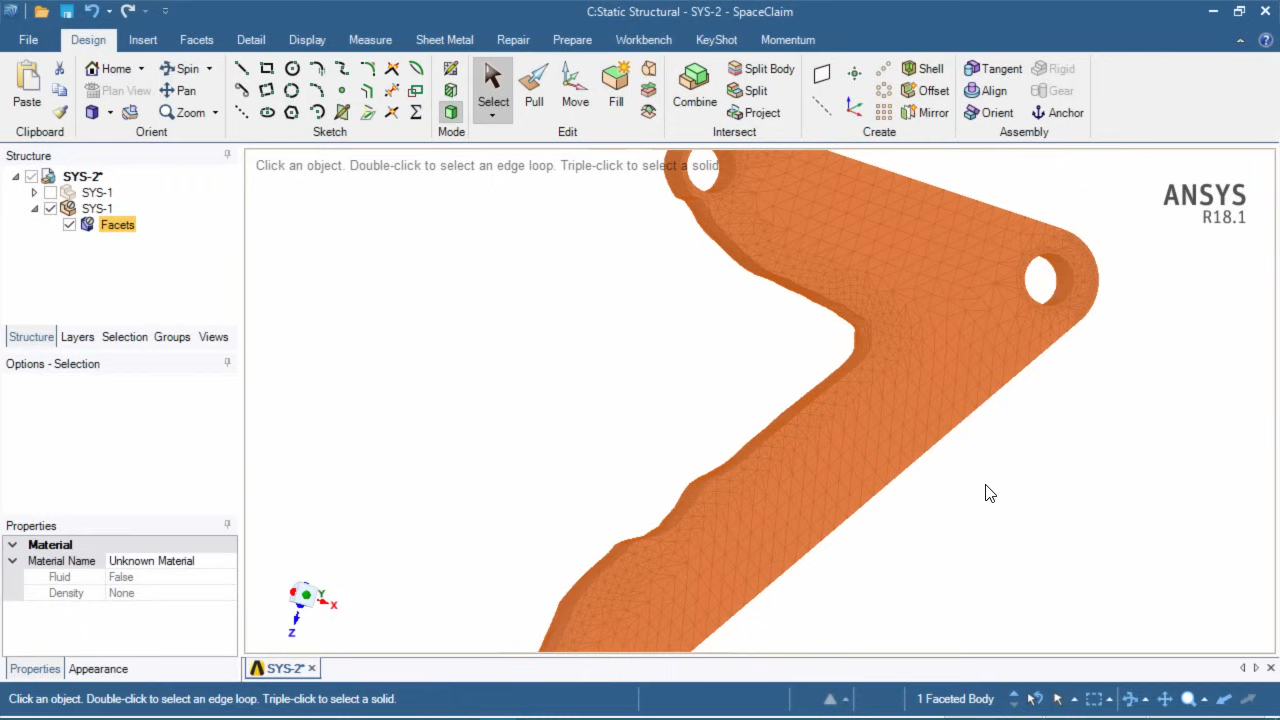 C:Static Structural - SYS-2 - SpaceClaim
File Design Insert Facets Detail Display Measure Sheet Metal Repair Prepare Workbench KeyShot Momentum
Paste Home Plan View Spin Pan Zoom Select Pull Move Fill Combine Split Body Split Project Shell Offset Mirror Tangent Align Orient Rigid Gear Anchor
Clipboard Orient Sketch Mode Edit Intersect Create Assembly
Structure
SYS-2*
SYS-1
SYS-1
Facets
Structure Layers Selection Groups Views
Options - Selection
Properties
Material
Material Name Unknown Material
Fluid False
Density None
Properties Appearance
Click an object. Double-click to select an edge loop. Triple-click to select a solid.
ANSYS
R18.1
Y
X
Z
SYS-2*
Click an object. Double-click to select an edge loop. Triple-click to select a solid.
1 Faceted Body